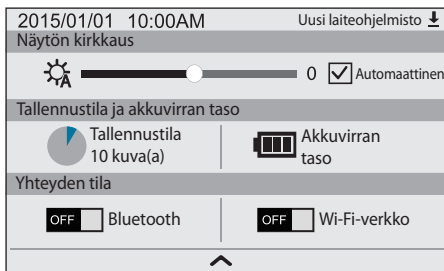 2015/01/01 10:00AM Uusi laiteohjelmisto
Näytön kirkkaus
A 0 Automaattinen
Tallennustila ja akkuvirran taso
Tallennustila
10 kuva(a)
Akkuvirran
taso
Yhteyden tila
OFF Bluetooth OFF Wi-Fi-verkko